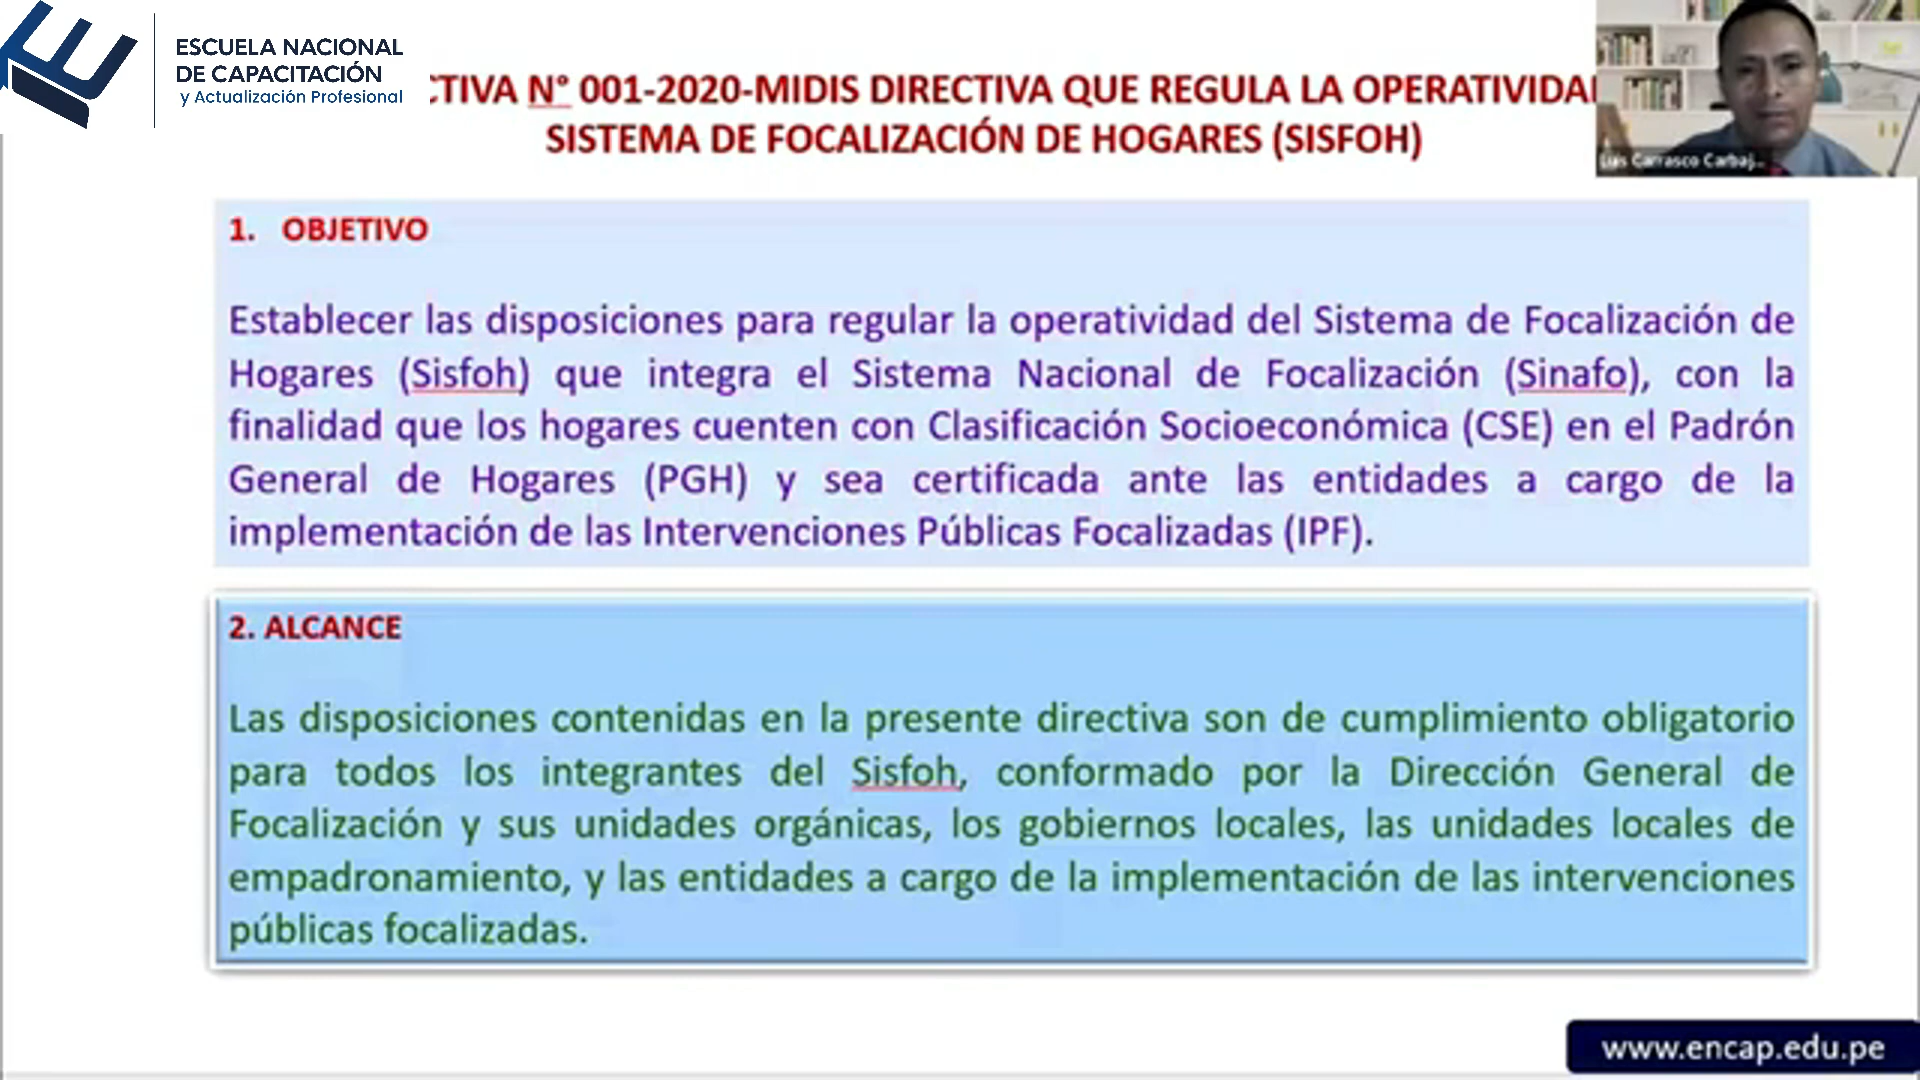 ESCUELA NACIONAL
DE CAPACITACIÓN
y Actualización Profesional
CTIVA N° 001-2020-MIDIS DIRECTIVA QUE REGULA LA OPERATIVIDA
SISTEMA DE FOCALIZACIÓN DE HOGARES (SISFOH)
Luis Carrasco Carbaj...
1. OBJETIVO
Establecer las disposiciones para regular la operatividad del Sistema de Focalización de
Hogares (Sisfoh) que integra el Sistema Nacional de Focalización (Sinafo), con la
finalidad que los hogares cuenten con Clasificación Socioeconómica (CSE) en el Padrón
General de Hogares (PGH) y sea certificada ante las entidades a cargo de la
implementación de las Intervenciones Públicas Focalizadas (IPF).
2. ALCANCE
Las disposiciones contenidas en la presente directiva son de cumplimiento obligatorio
para todos los integrantes del Sisfoh, conformado por la Dirección General de
Focalización y sus unidades orgánicas, los gobiernos locales, las unidades locales de
empadronamiento, y las entidades a cargo de la implementación de las intervenciones
públicas focalizadas.
www.encap.edu.pe